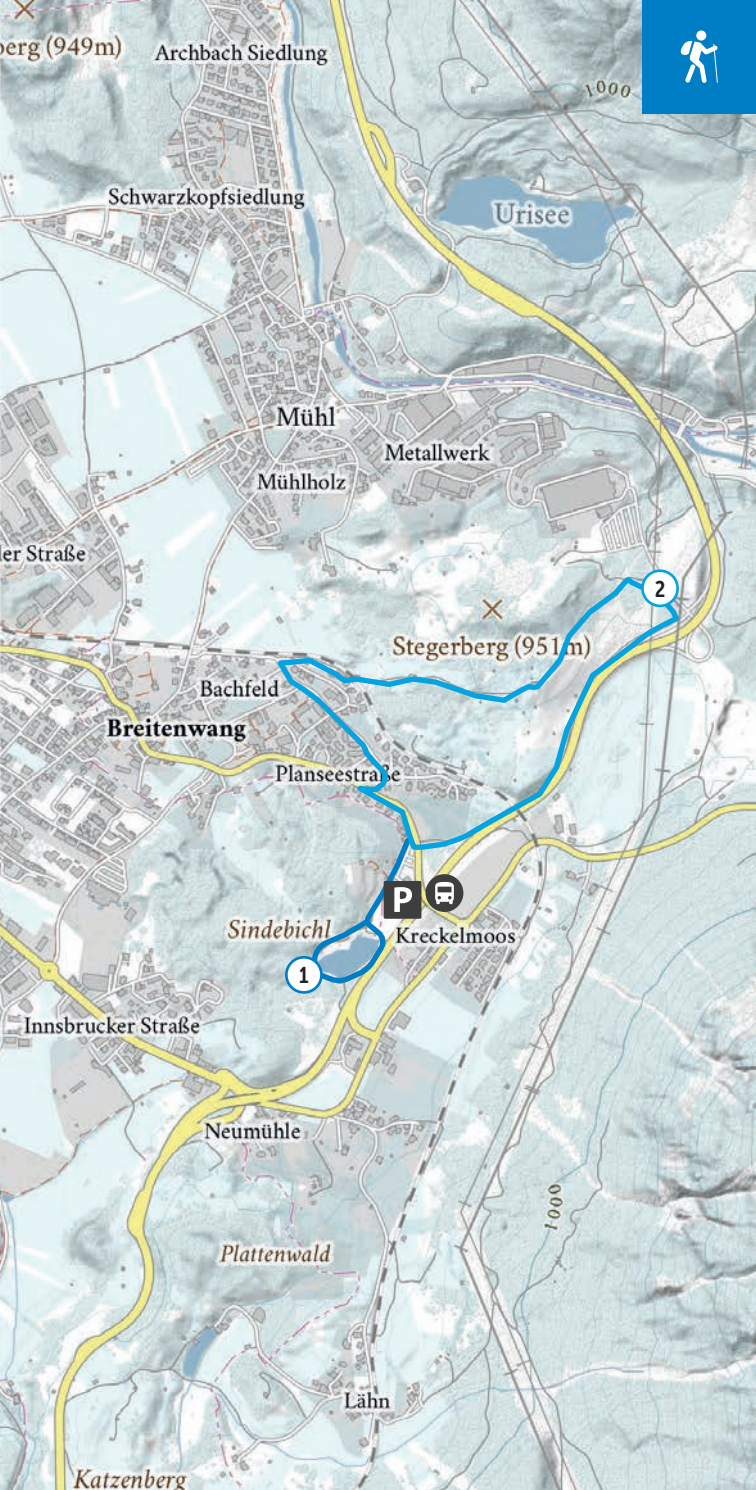 berg (949m)
Archbach Siedlung
1000
Schwarzkopfsiedlung
Urisee
Mühl
Metallwerk
Mühlholz
ler Straße
2
Stegerberg (951m)
Bachfeld
Breitenwang
Planseestraße
P
Sindebichl
Kreckelmoos
1
Innsbrucker Straße
Neumühle
1000
Plattenwald
Lähn
Katzenberg